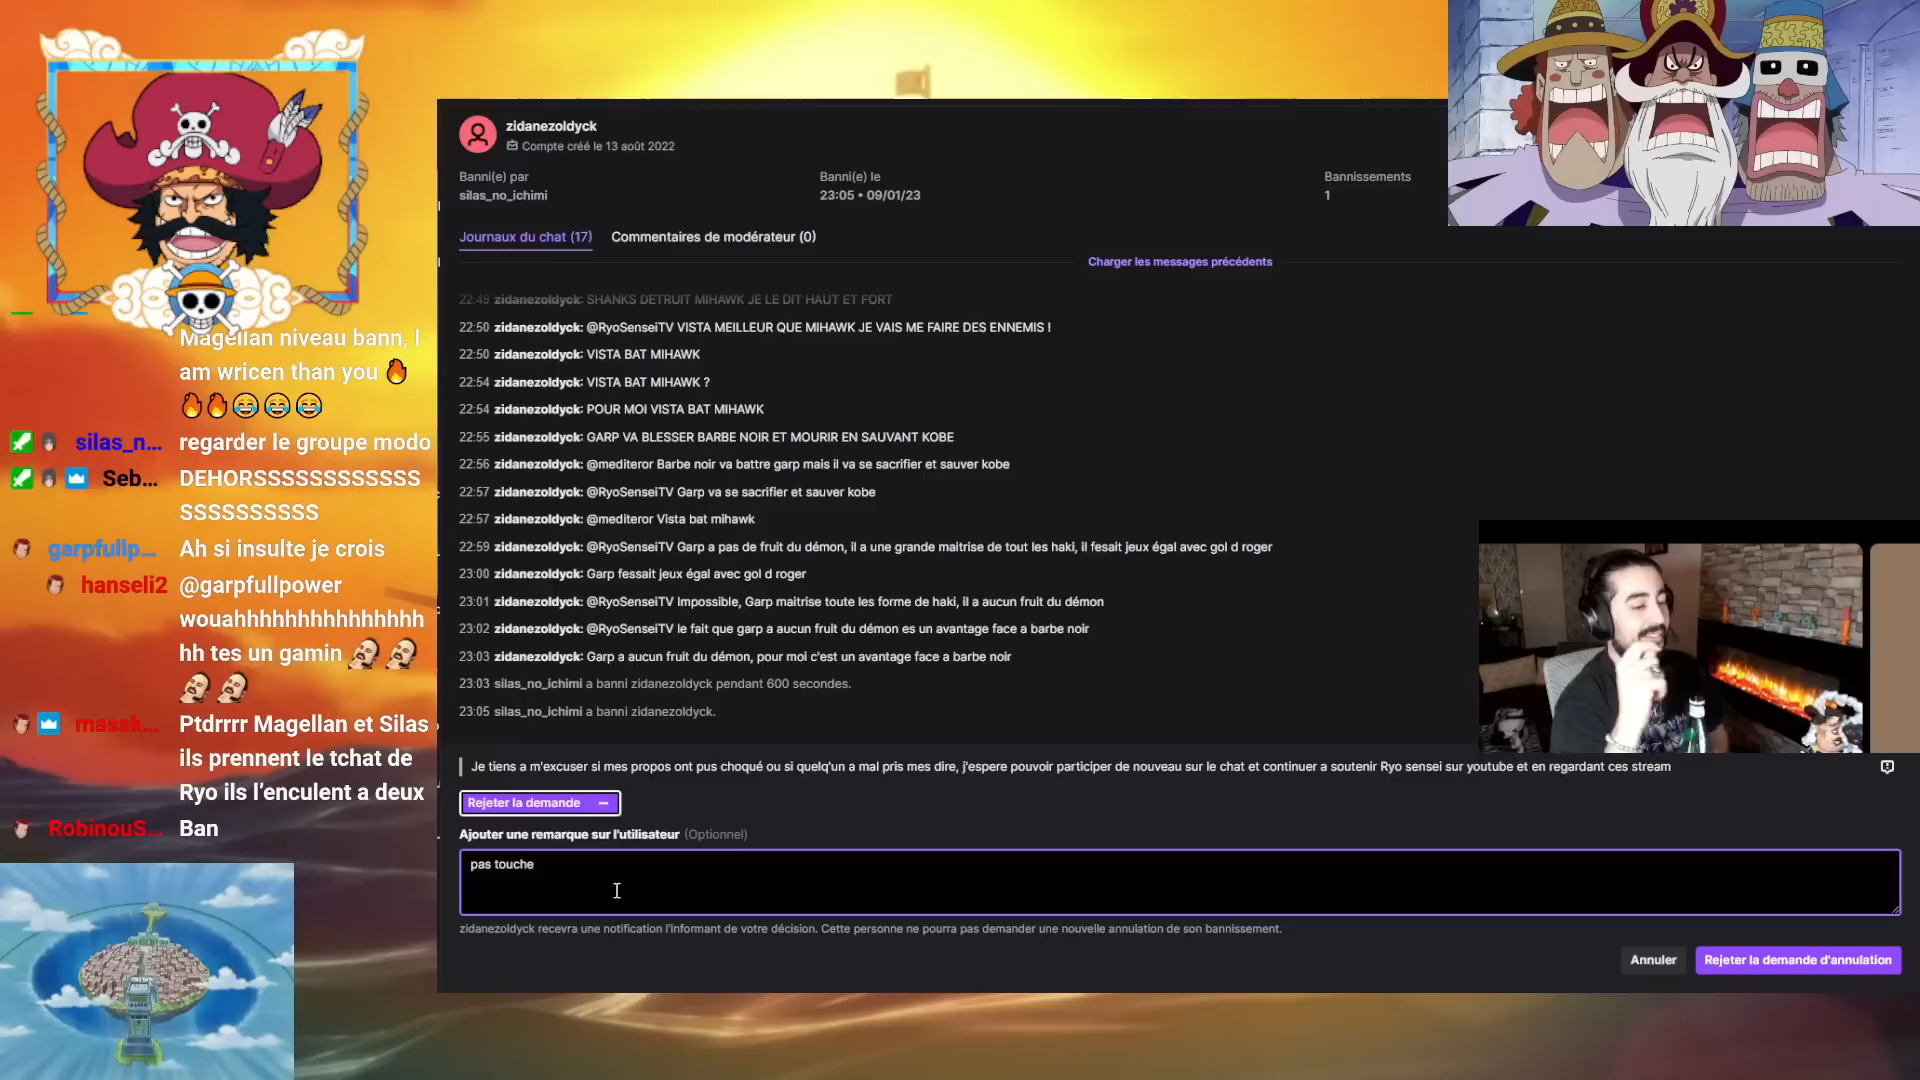 Magellan niveau bann, I
am wricen than you 🔥
🔥🔥😂😂😂
silas_n... regarder le groupe modo
Seb... DEHORSSSSSSSSSSSS
SSSSSSSSSS
garpfullp... Ah si insulte je crois
hanseli2 @garpfullpower
wouahhhhhhhhhhhhhh
hh tes un gamin
massk... Ptdrrrr Magellan et Silas
ils prennent le tchat de
Ryo ils l’enculent a deux
RobinouS... Ban
zidanezoldyck
Compte créé le 13 août 2022
Banni(e) par
silas_no_ichimi
Banni(e) le
23:05 • 09/01/23
Bannissements
1
Journaux du chat (17) Commentaires de modérateur (0)
Charger les messages précédents
22:49 zidanezoldyck: SHANKS DETRUIT MIHAWK JE LE DIT HAUT ET FORT
22:50 zidanezoldyck: @RyoSenseiTV VISTA MEILLEUR QUE MIHAWK JE VAIS ME FAIRE DES ENNEMIS !
22:50 zidanezoldyck: VISTA BAT MIHAWK
22:54 zidanezoldyck: VISTA BAT MIHAWK ?
22:54 zidanezoldyck: POUR MOI VISTA BAT MIHAWK
22:55 zidanezoldyck: GARP VA BLESSER BARBE NOIR ET MOURIR EN SAUVANT KOBE
22:56 zidanezoldyck: @mediteror Barbe noir va battre garp mais il va se sacrifier et sauver kobe
22:57 zidanezoldyck: @RyoSenseiTV Garp va se sacrifier et sauver kobe
22:57 zidanezoldyck: @mediteror Vista bat mihawk
22:59 zidanezoldyck: @RyoSenseiTV Garp a pas de fruit du démon, il a une grande maitrise de tout les haki, il fesait jeux égal avec gol d roger
23:00 zidanezoldyck: Garp fessait jeux égal avec gol d roger
23:01 zidanezoldyck: @RyoSenseiTV Impossible, Garp maitrise toute les forme de haki, il a aucun fruit du démon
23:02 zidanezoldyck: @RyoSenseiTV le fait que garp a aucun fruit du démon es un avantage face a barbe noir
23:03 zidanezoldyck: Garp a aucun fruit du démon, pour moi c'est un avantage face a barbe noir
23:03 silas_no_ichimi a banni zidanezoldyck pendant 600 secondes.
23:05 silas_no_ichimi a banni zidanezoldyck.
Je tiens a m'excuser si mes propos ont pus choqué ou si quelq'un a mal pris mes dire, j'espere pouvoir participer de nouveau sur le chat et continuer a soutenir Ryo sensei sur youtube et en regardant ces stream
Rejeter la demande
Ajouter une remarque sur l'utilisateur (Optionnel)
pas touche
zidanezoldyck recevra une notification l'informant de votre décision. Cette personne ne pourra pas demander une nouvelle annulation de son bannissement.
Annuler Rejeter la demande d'annulation